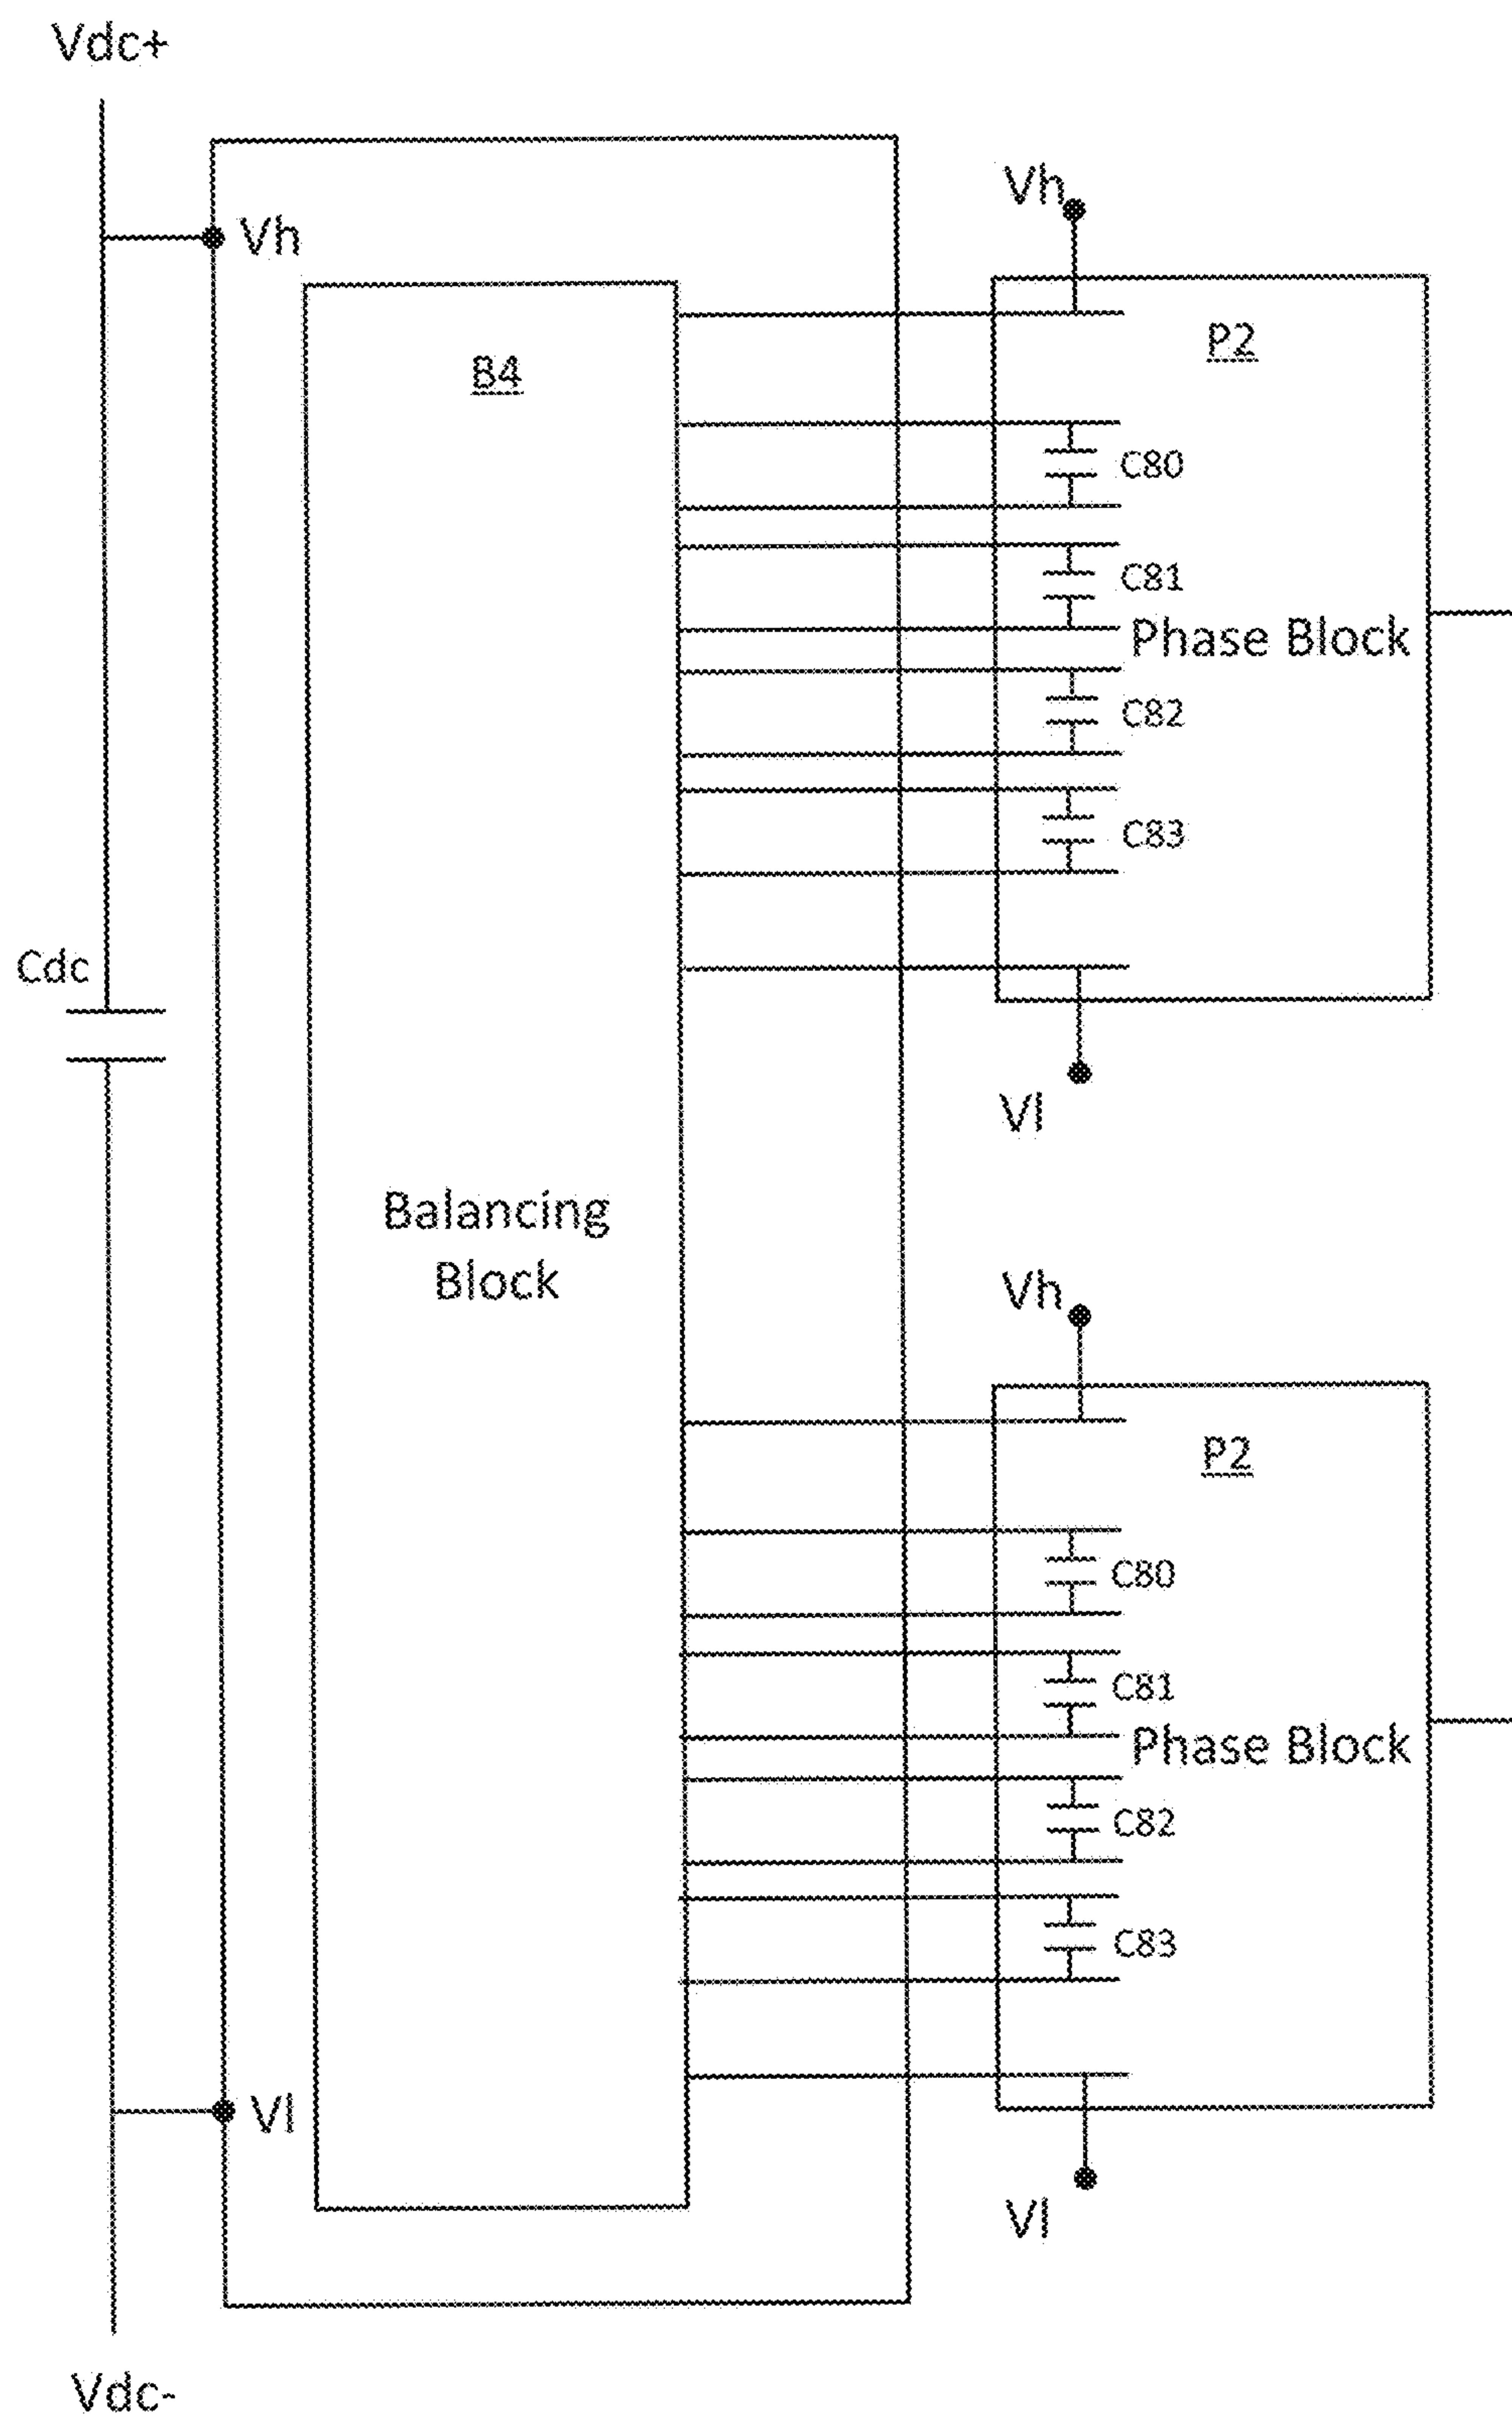 Vdc+
Vh
B4
Cdc
Balancing
Block
Vl
Vdc-
Vh
P2
C80
C81
Phase Block
C82
C83
Vl
Vh
P2
C80
C81
Phase Block
C82
C83
Vl